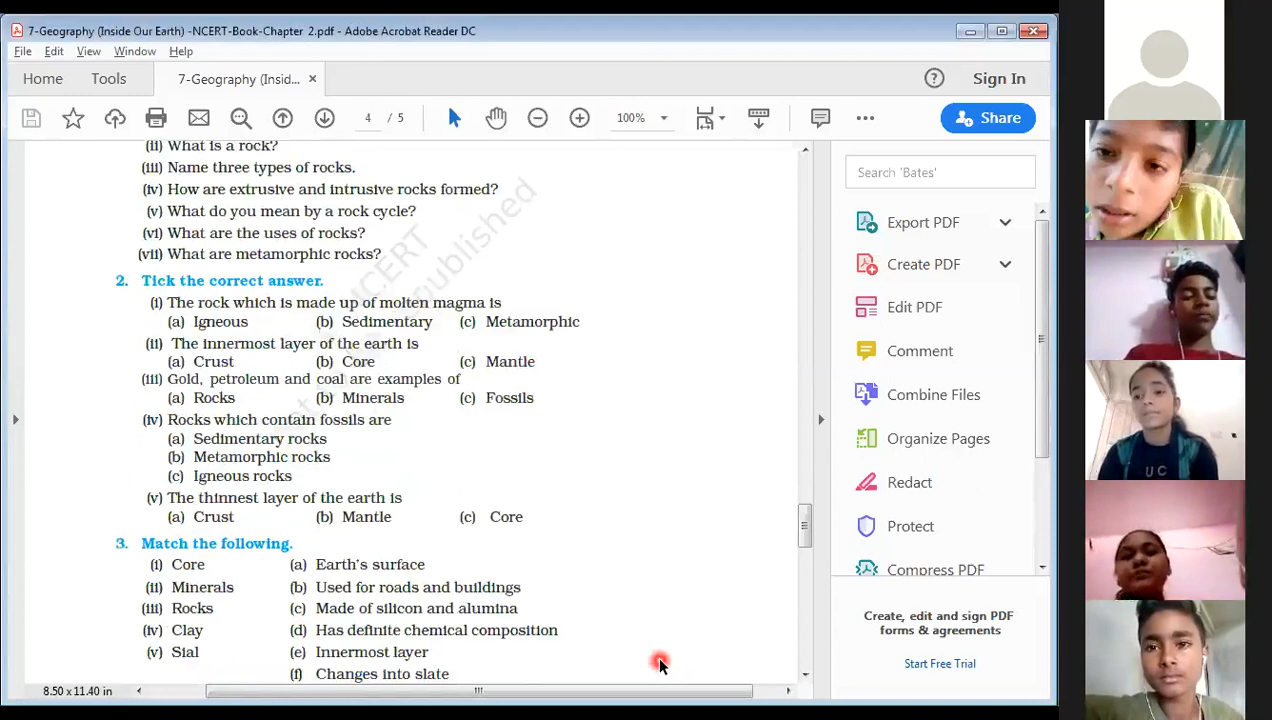 7-Geography (Inside Our Earth) -NCERT-Book-Chapter 2.pdf - Adobe Acrobat Reader DC
File Edit View Window Help
Home Tools 7-Geography (Insid... × ? Sign In
4 / 5 100% Share
(ii) What is a rock?
(iii) Name three types of rocks.
(iv) How are extrusive and intrusive rocks formed?
(v) What do you mean by a rock cycle?
(vi) What are the uses of rocks?
(vii) What are metamorphic rocks?
2. Tick the correct answer.
(i) The rock which is made up of molten magma is
(a) Igneous (b) Sedimentary (c) Metamorphic
(ii) The innermost layer of the earth is
(a) Crust (b) Core (c) Mantle
(iii) Gold, petroleum and coal are examples of
(a) Rocks (b) Minerals (c) Fossils
(iv) Rocks which contain fossils are
(a) Sedimentary rocks
(b) Metamorphic rocks
(c) Igneous rocks
(v) The thinnest layer of the earth is
(a) Crust (b) Mantle (c) Core
3. Match the following.
(i) Core (a) Earth's surface
(ii) Minerals (b) Used for roads and buildings
(iii) Rocks (c) Made of silicon and alumina
(iv) Clay (d) Has definite chemical composition
(v) Sial (e) Innermost layer
(f) Changes into slate
8.50 x 11.40 in
Search 'Bates'
Export PDF
Create PDF
Edit PDF
Comment
Combine Files
Organize Pages
Redact
Protect
Compress PDF
Create, edit and sign PDF
forms & agreements
Start Free Trial
UC